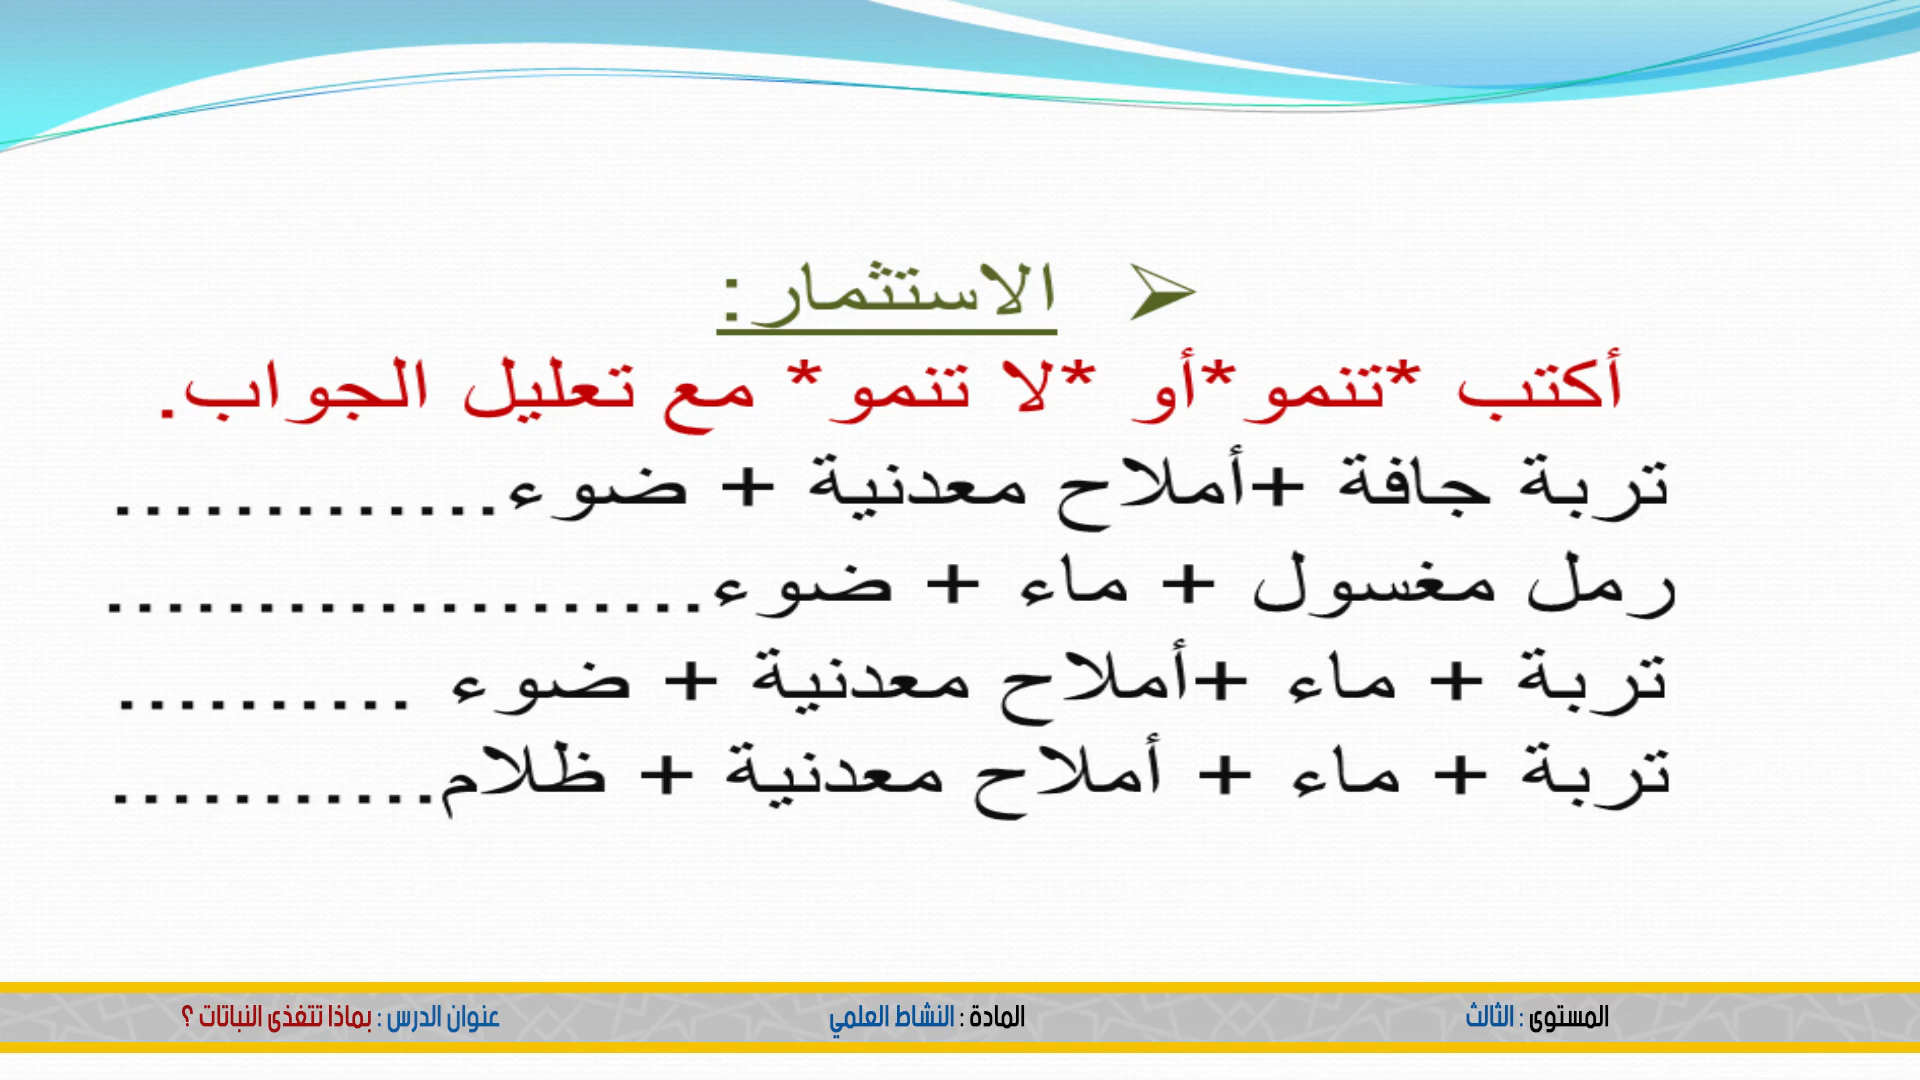 الاستثمار :
أكتب *تنمو*أو *لا تنمو* مع تعليل الجواب.
تربة جافة +أملاح معدنية + ضوء.............
رمل مغسول + ماء + ضوء....................
تربة + ماء +أملاح معدنية + ضوء ..........
تربة + ماء + أملاح معدنية + ظلام...........
المستوى : الثالث
المادة : النشاط العلمي
عنوان الدرس : بماذا تتغذى النباتات ؟